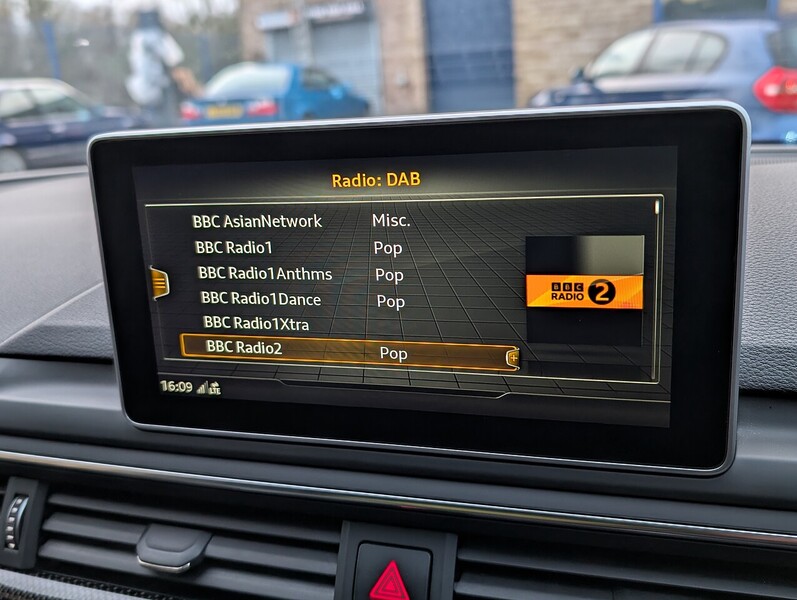 Radio: DAB
BBC AsianNetwork Misc.
BBC Radio1 Pop
BBC Radio1Anthms Pop
BBC Radio1Dance Pop
BBC Radio1Xtra
BBC Radio2 Pop
BBC
RADIO 2
16:09 LTE